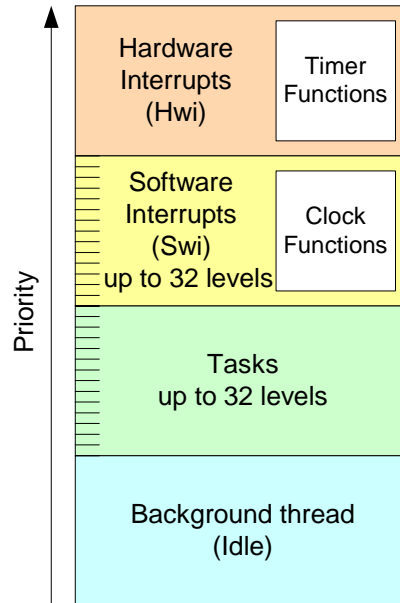 Hardware
Interrupts
(Hwi)
Timer
Functions
Software
Interrupts
(Swi)
up to 32 levels
Clock
Functions
Priority
Tasks
up to 32 levels
Background thread
(Idle)